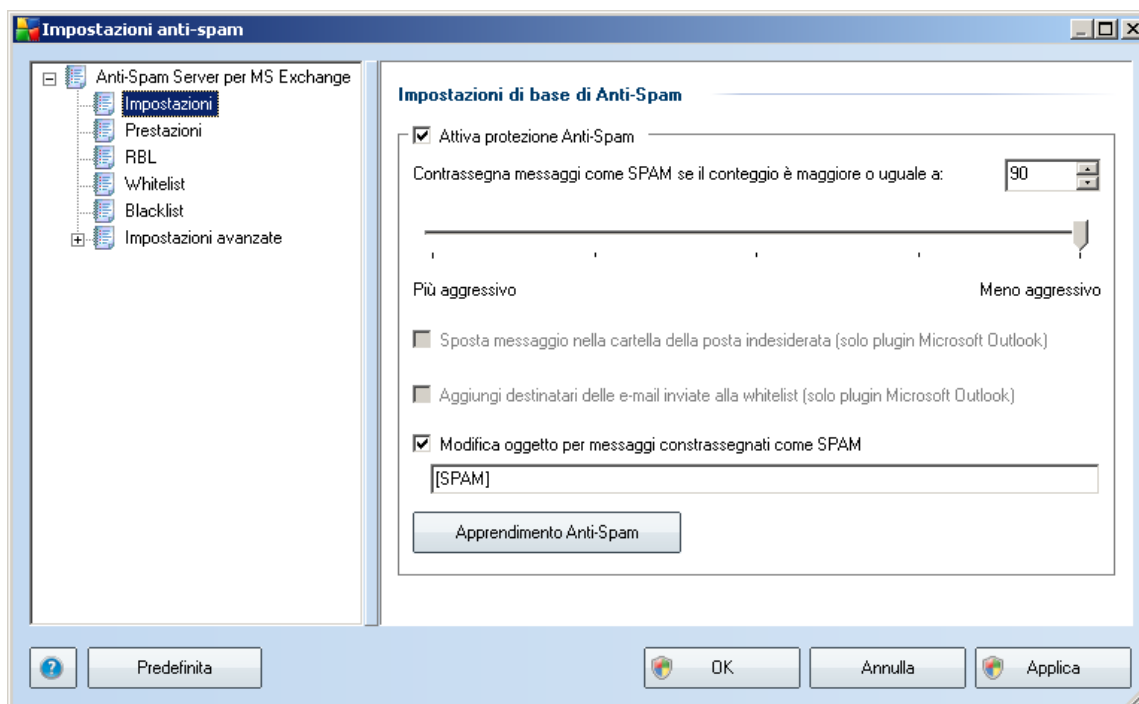 Impostazioni anti-spam
Anti-Spam Server per MS Exchange
Impostazioni
Prestazioni
RBL
Whitelist
Blacklist
Impostazioni avanzate
Impostazioni di base di Anti-Spam
Attiva protezione Anti-Spam
Contrassegna messaggi come SPAM se il conteggio è maggiore o uguale a:
90
Più aggressivo
Meno aggressivo
Sposta messaggio nella cartella della posta indesiderata (solo plugin Microsoft Outlook)
Aggiungi destinatari delle e-mail inviate alla whitelist (solo plugin Microsoft Outlook)
Modifica oggetto per messaggi constrassegnati come SPAM
[SPAM]
Apprendimento Anti-Spam
?
Predefinita
OK
Annulla
Applica